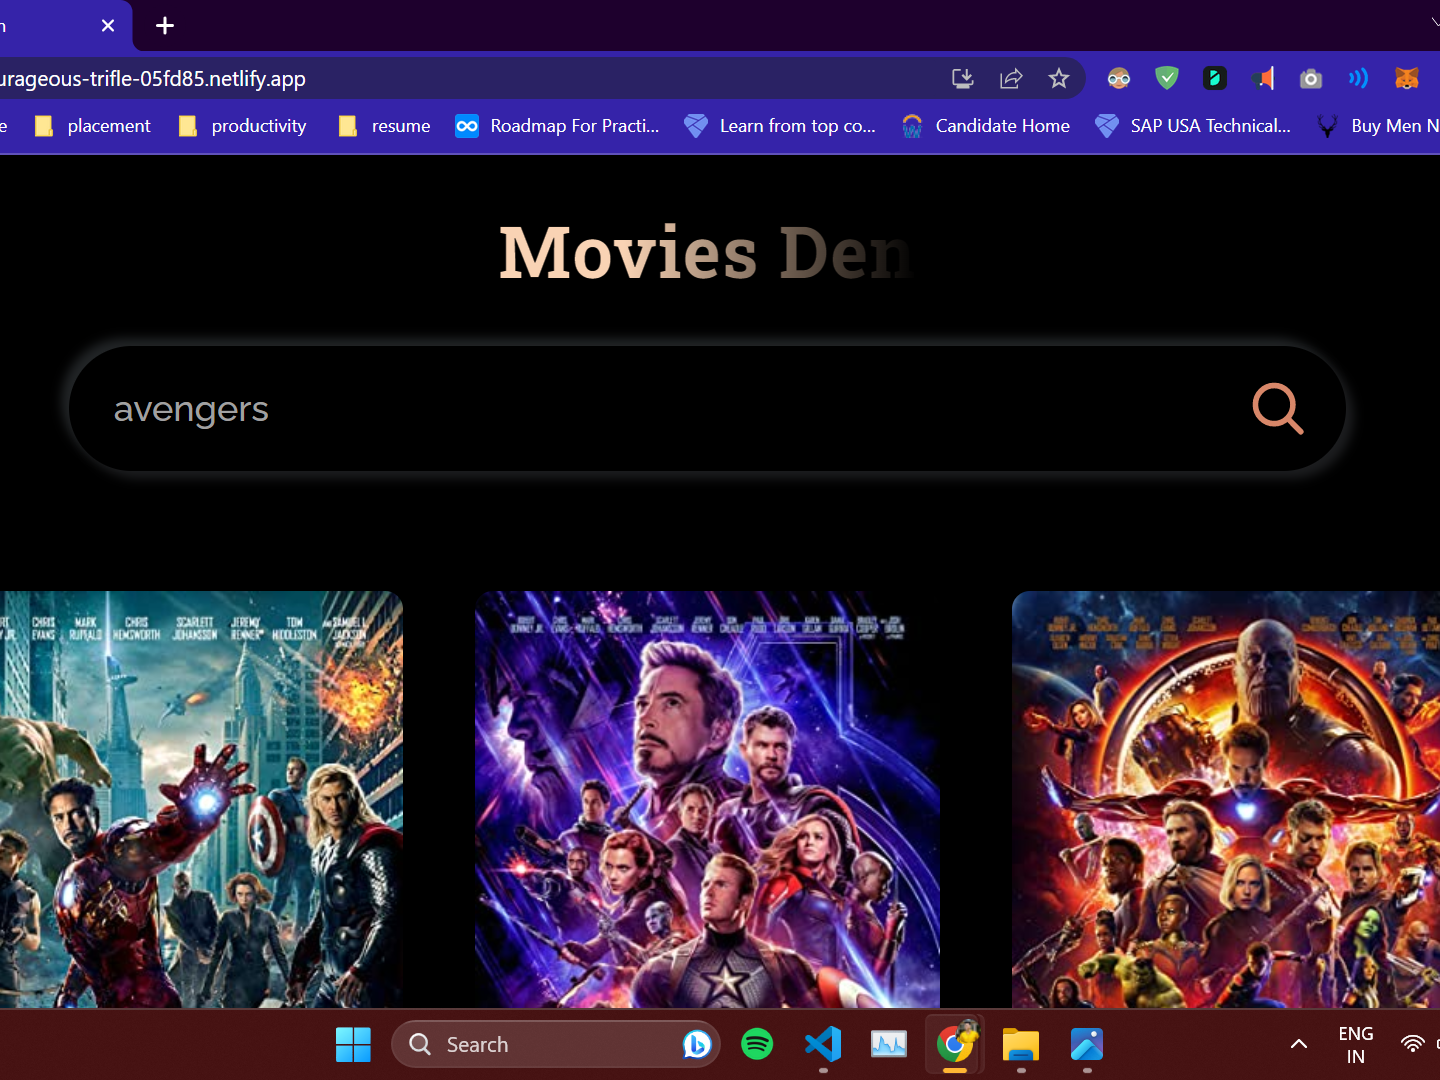 n
urageous-trifle-05fd85.netlify.app
e placement productivity resume Roadmap For Practi... Learn from top co... Candidate Home SAP USA Technical... Buy Men N
Movies Den
avengers
CHRIS EVANS MARK RUFFALO CHRIS HEMSWORTH SCARLETT JOHANSSON JEREMY RENNER TOM HIDDLESTON AND SAMUEL L. JACKSON
Search
ENG
IN